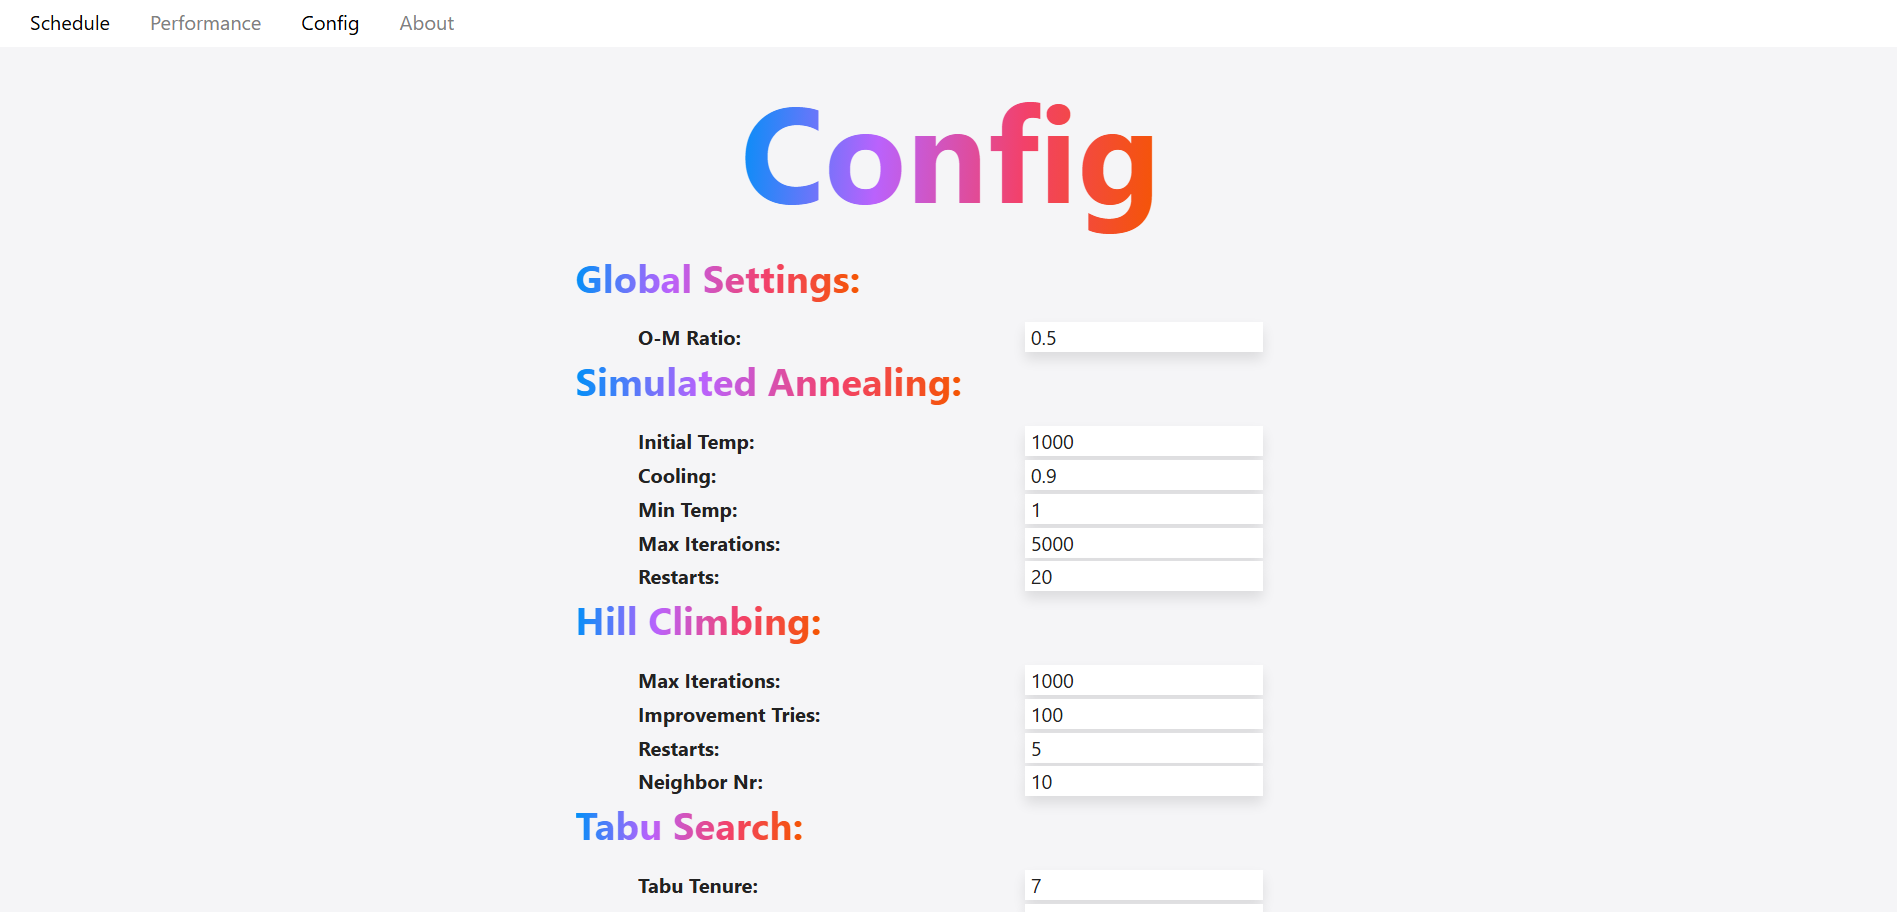 Schedule Performance Config About
Config
Global Settings:
O-M Ratio: 0.5
Simulated Annealing:
Initial Temp: 1000
Cooling: 0.9
Min Temp: 1
Max Iterations: 5000
Restarts: 20
Hill Climbing:
Max Iterations: 1000
Improvement Tries: 100
Restarts: 5
Neighbor Nr: 10
Tabu Search:
Tabu Tenure: 7